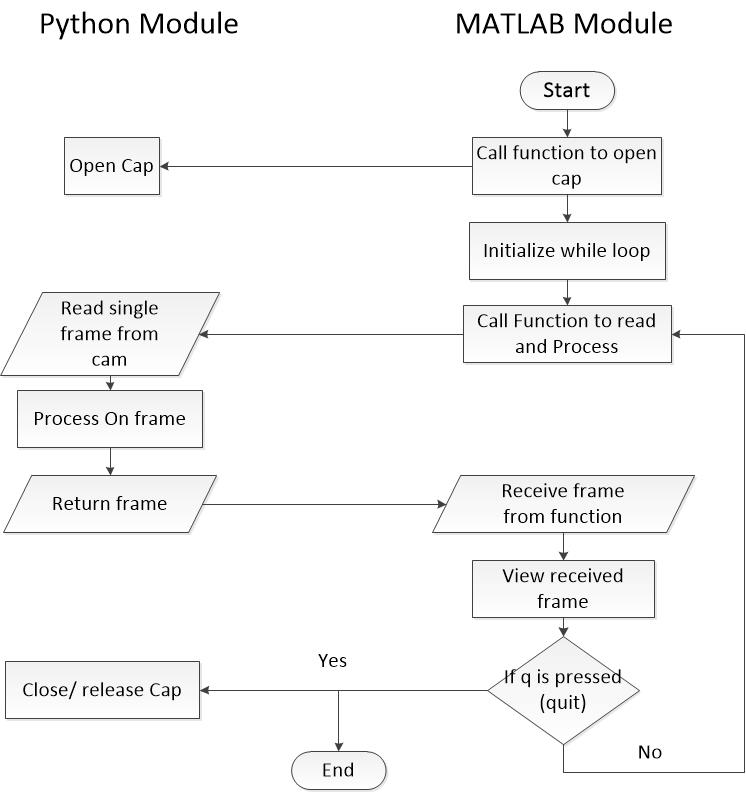 Python Module
MATLAB Module
Start
Call function to open
cap
Open Cap
Initialize while loop
Call Function to read
and Process
Read single
frame from
cam
Process On frame
Return frame
Receive frame
from function
View received
frame
If q is pressed
(quit)
Yes
Close/ release Cap
No
End